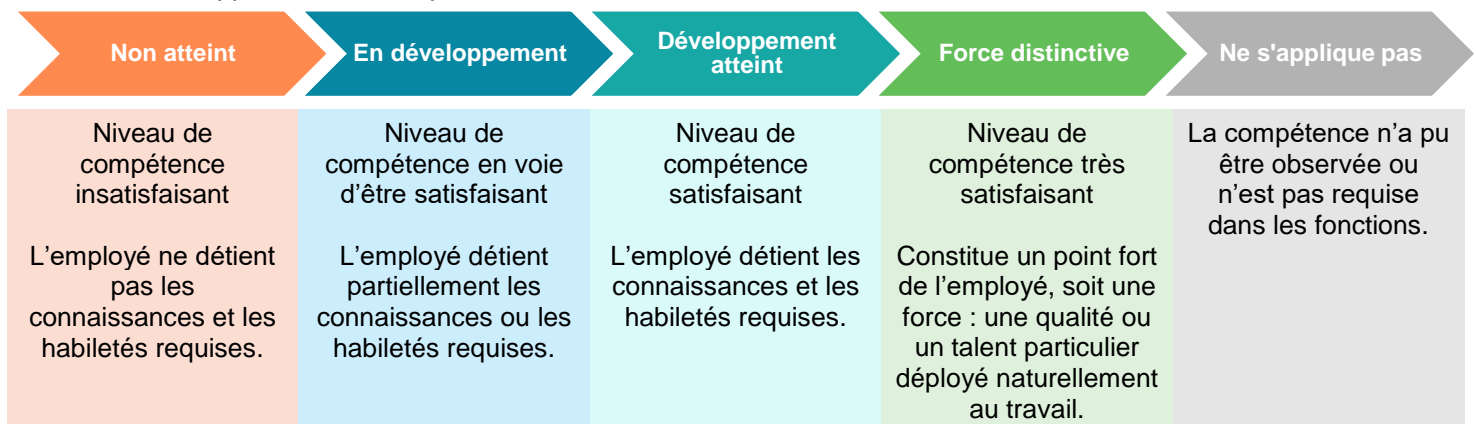 Non atteint
En développement
Développement
atteint
Force distinctive
Ne s'applique pas
Niveau de
compétence
insatisfaisant
L’employé ne détient
pas les
connaissances et les
habiletés requises.
Niveau de
compétence en voie
d’être satisfaisant
L’employé détient
partiellement les
connaissances ou les
habiletés requises.
Niveau de
compétence
satisfaisant
L’employé détient les
connaissances et les
habiletés requises.
Niveau de
compétence très
satisfaisant
Constitue un point fort
de l’employé, soit une
force : une qualité ou
un talent particulier
déployé naturellement
au travail.
La compétence n’a pu
être observée ou
n’est pas requise
dans les fonctions.